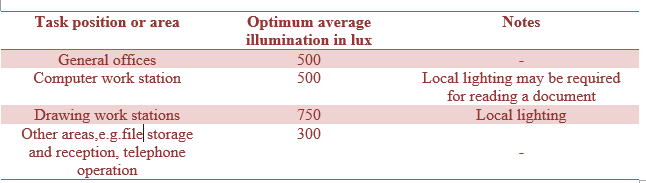 Task position or area Optimum average illumination in lux Notes
General offices 500 -
Computer work station 500 Local lighting may be required for reading a document
Drawing work stations 750 Local lighting
Other areas,e.g.file storage and reception, telephone operation 300 -